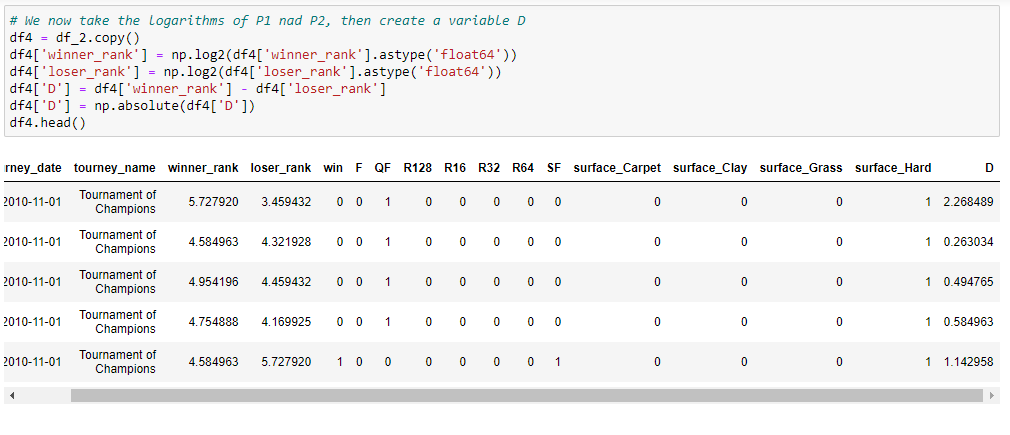 # We now take the logarithms of P1 nad P2, then create a variable D
df4 = df_2.copy()
df4['winner_rank'] = np.log2(df4['winner_rank'].astype('float64'))
df4['loser_rank'] = np.log2(df4['loser_rank'].astype('float64'))
df4['D'] = df4['winner_rank'] - df4['loser_rank']
df4['D'] = np.absolute(df4['D'])
df4.head()
rney_date tourney_name winner_rank loser_rank win F QF R128 R16 R32 R64 SF surface_Carpet surface_Clay surface_Grass surface_Hard D
2010-11-01 Tournament of Champions 5.727920 3.459432 0 0 1 0 0 0 0 0 0 0 0 1 2.268489
2010-11-01 Tournament of Champions 4.584963 4.321928 0 0 1 0 0 0 0 0 0 0 0 1 0.263034
2010-11-01 Tournament of Champions 4.954196 4.459432 0 0 1 0 0 0 0 0 0 0 0 1 0.494765
2010-11-01 Tournament of Champions 4.754888 4.169925 0 0 1 0 0 0 0 0 0 0 0 1 0.584963
2010-11-01 Tournament of Champions 4.584963 5.727920 1 0 0 0 0 0 0 1 0 0 0 1 1.142958